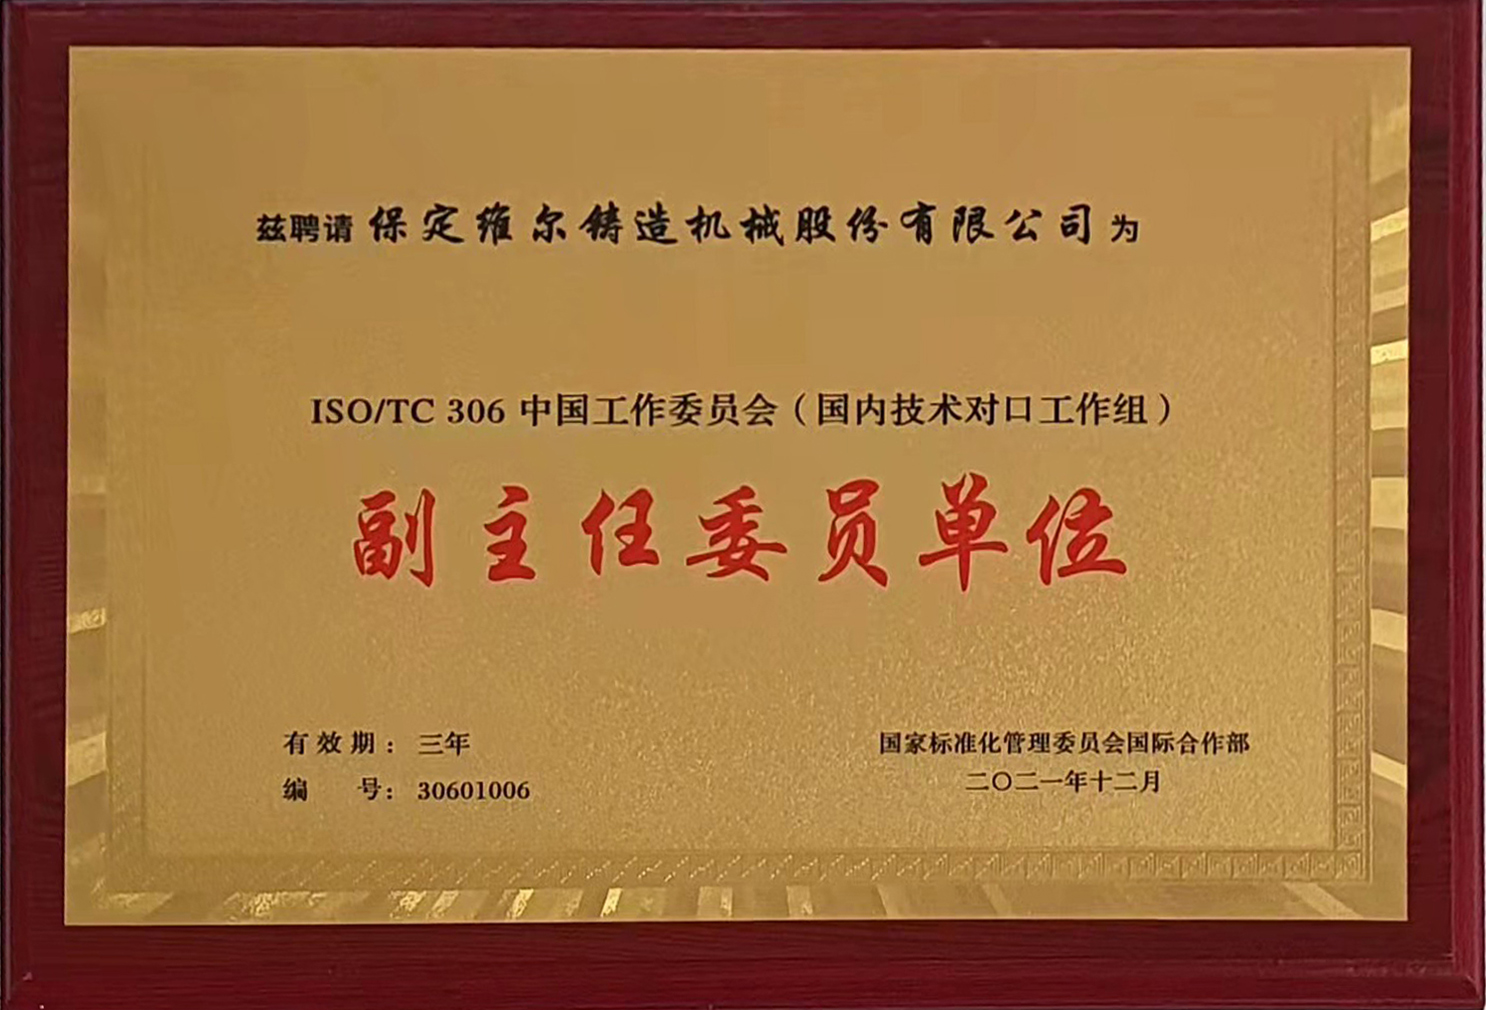 兹聘请 保定维尔铸造机械股份有限公司 为
ISO/TC 306 中国工作委员会（国内技术对口工作组）
副主任委员单位
有效期：三年
编 号：30601006
国家标准化管理委员会国际合作部
二〇二一年十二月